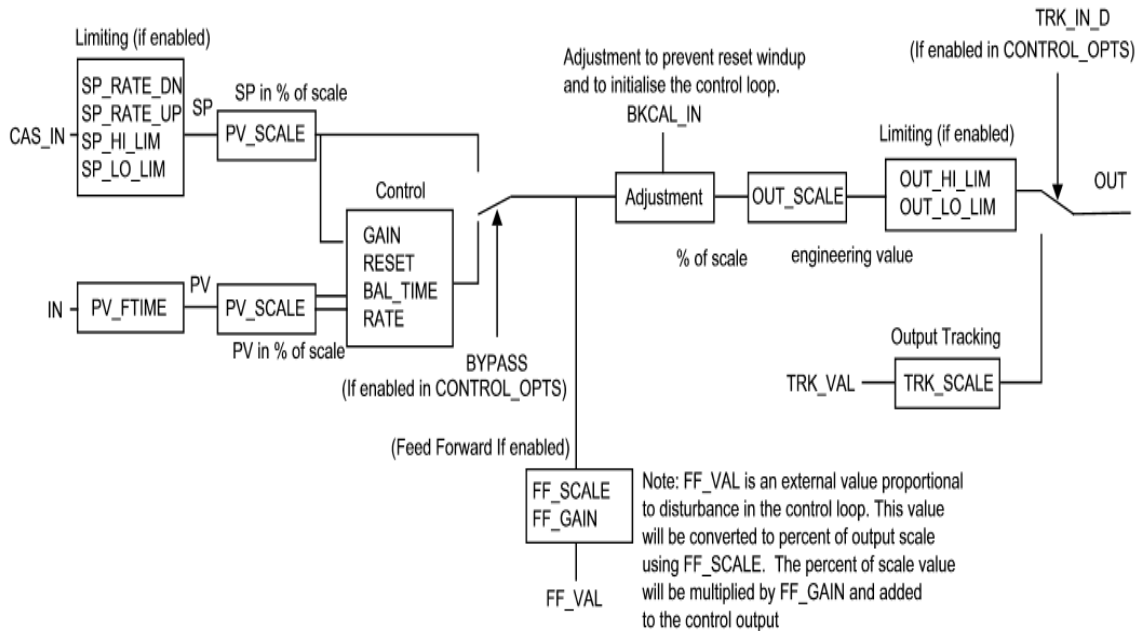 TRK_IN_D
(If enabled in CONTROL_OPTS)
Limiting (if enabled)
SP_RATE_DN
SP_RATE_UP
SP_HI_LIM
SP_LO_LIM
CAS_IN
SP
SP in % of scale
PV_SCALE
Adjustment to prevent reset windup
and to initialise the control loop.
BKCAL_IN
Adjustment
OUT_SCALE
% of scale
engineering value
Limiting (if enabled)
OUT_HI_LIM
OUT_LO_LIM
OUT
Control
GAIN
RESET
BAL_TIME
RATE
IN
PV_FTIME
PV
PV_SCALE
PV in % of scale
BYPASS
(If enabled in CONTROL_OPTS)
Output Tracking
TRK_VAL
TRK_SCALE
(Feed Forward If enabled)
FF_SCALE
FF_GAIN
FF_VAL
Note: FF_VAL is an external value proportional
to disturbance in the control loop. This value
will be converted to percent of output scale
using FF_SCALE. The percent of scale value
will be multiplied by FF_GAIN and added
to the control output